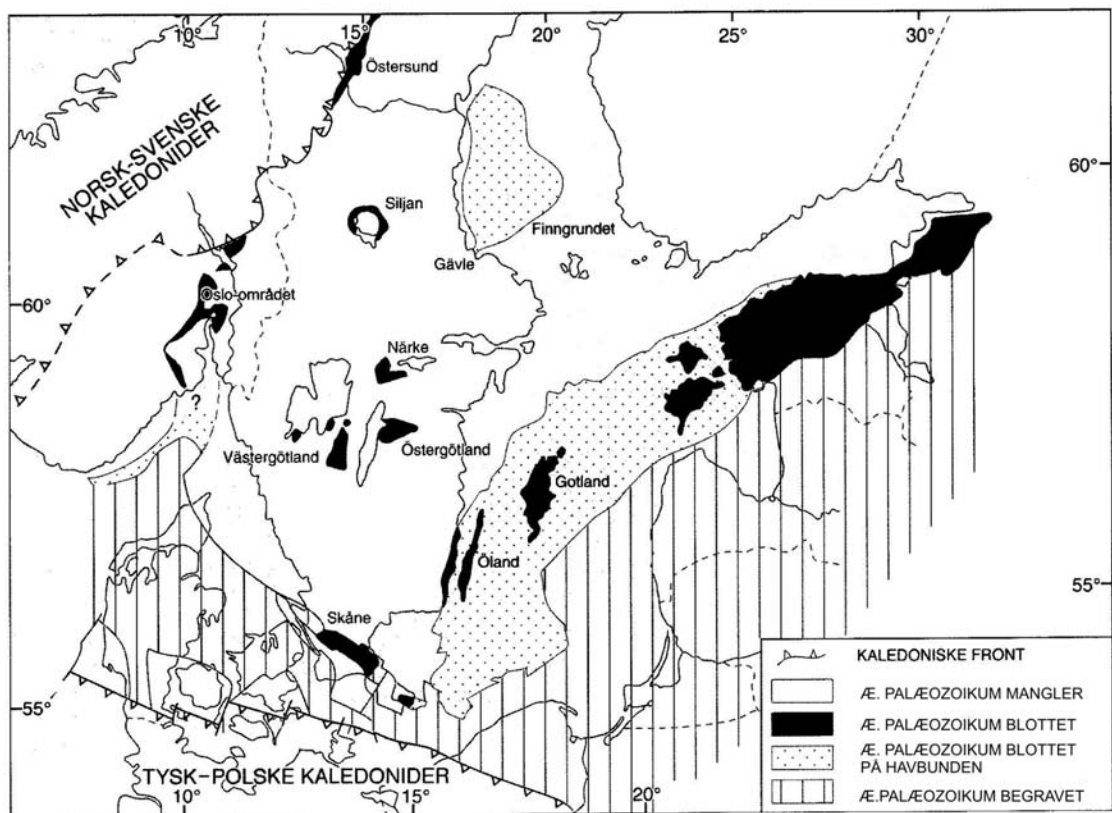 10° 15° 20° 25° 30°
Östersund
60°
NORSK-SVENSKE
KALEDONIDER
Siljan
Finngrundet
Gävle
Oslo-området
60°
Närke
?
Västergötland
Östergötland
Gotland
Öland
55°
Skåne
KALEDONISKE FRONT
Æ. PALÆOZOIKUM MANGLER
55°
Æ. PALÆOZOIKUM BLOTTET
Æ. PALÆOZOIKUM BLOTTET
PÅ HAVBUNDEN
TYSK-POLSKE KALEDONIDER
Æ.PALÆOZOIKUM BEGRAVET
10° 15° 20°